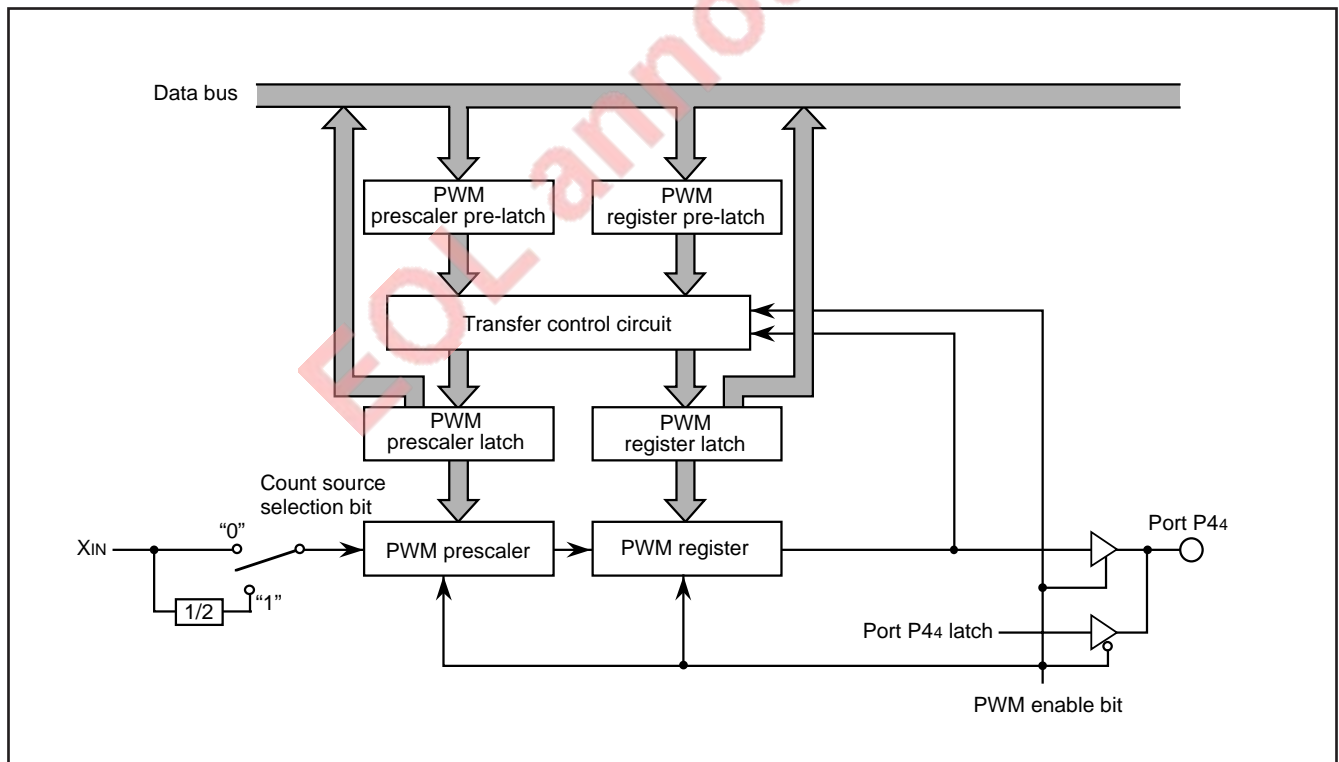 EOL anno
Data bus
PWM
prescaler pre-latch
PWM
register pre-latch
Transfer control circuit
PWM
prescaler latch
PWM
register latch
Count source
selection bit
XIN
“0”
“1”
1/2
PWM prescaler
PWM register
Port P44
Port P44 latch
PWM enable bit